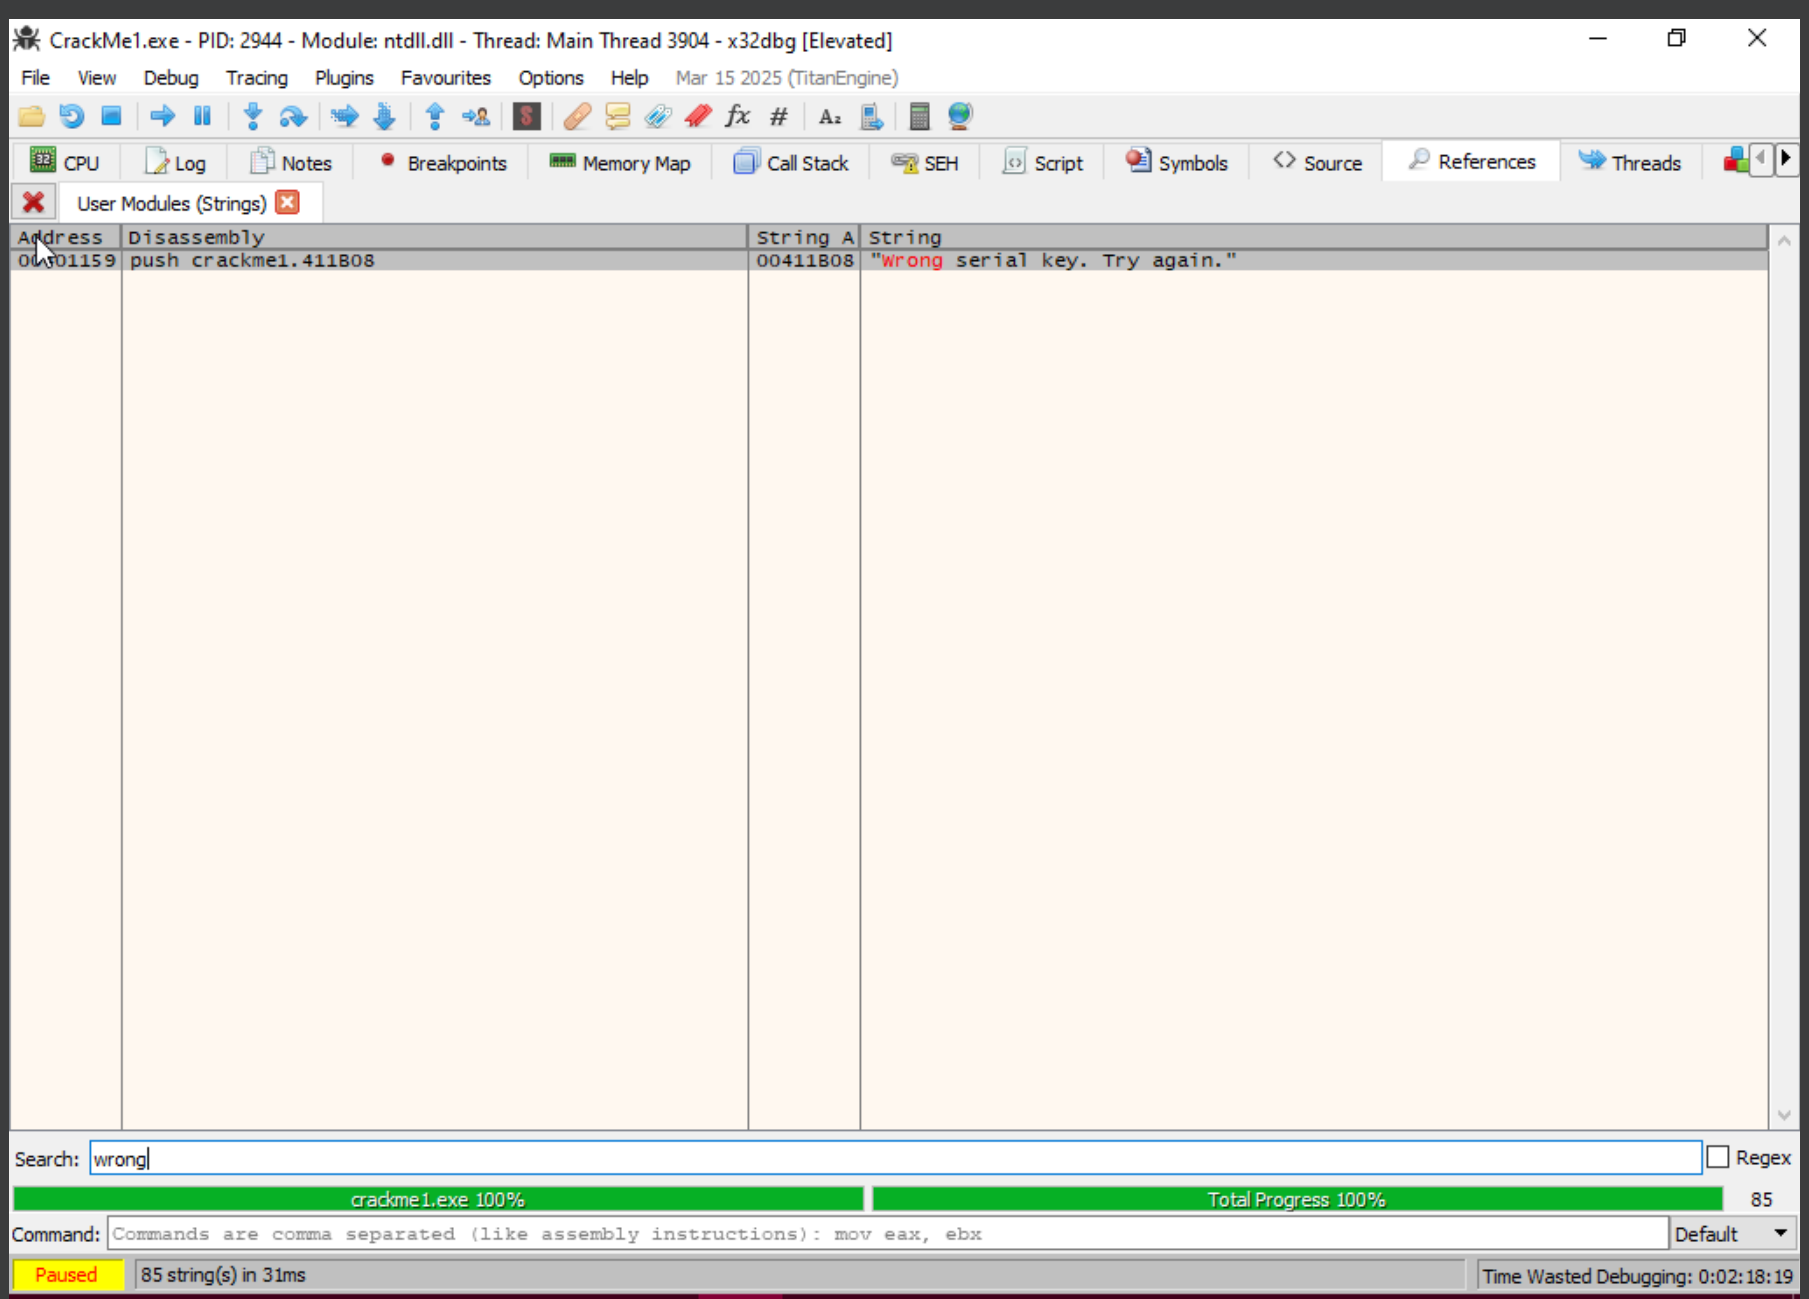 CrackMe1.exe - PID: 2944 - Module: ntdll.dll - Thread: Main Thread 3904 - x32dbg [Elevated]
File View Debug Tracing Plugins Favourites Options Help Mar 15 2025 (TitanEngine)
CPU Log Notes Breakpoints Memory Map Call Stack SEH Script Symbols Source References Threads
User Modules (Strings)
Address Disassembly String A String
push crackme1.411B08 00411B08 "Wrong serial key. Try again."
Search: wrong Regex
crackme1.exe 100% Total Progress 100% 85
Command: Commands are comma separated (like assembly instructions): mov eax, ebx Default
Paused 85 string(s) in 31ms Time Wasted Debugging: 0:02:18:19